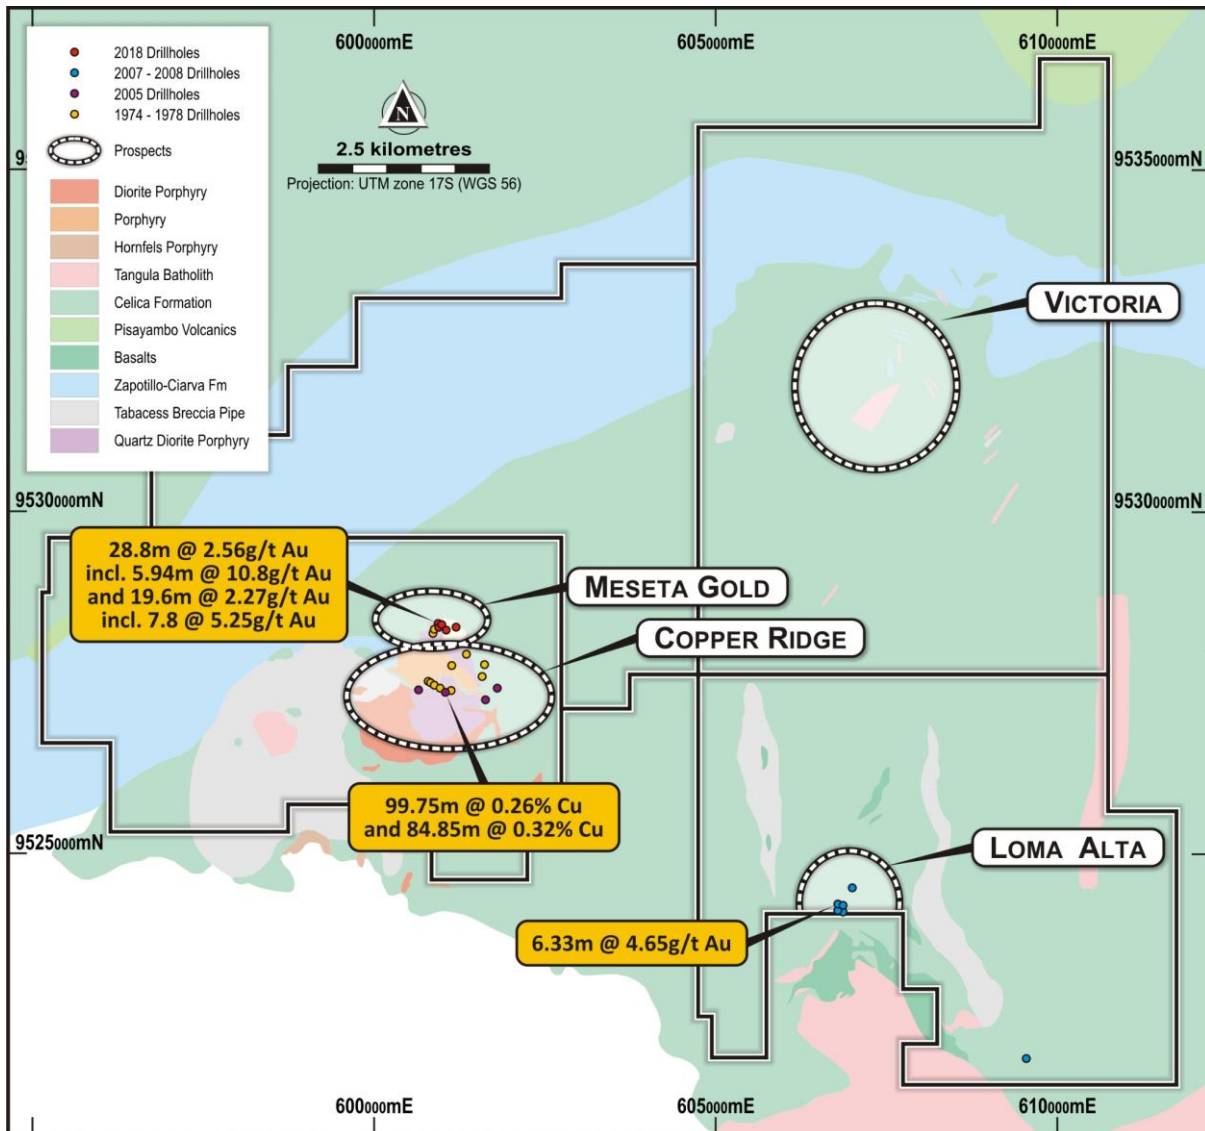 600000mE
605000mE
610000mE
2018 Drillholes
2007 - 2008 Drillholes
2005 Drillholes
1974 - 1978 Drillholes
Prospects
Diorite Porphyry
Porphyry
Hornfels Porphyry
Tangula Batholith
Celica Formation
Pisayambo Volcanics
Basalts
Zapotillo-Ciarva Fm
Tabacess Breccia Pipe
Quartz Diorite Porphyry
N
2.5 kilometres
Projection: UTM zone 17S (WGS 56)
9535000mN
VICTORIA
9530000mN
9530000mN
28.8m @ 2.56g/t Au
incl. 5.94m @ 10.8g/t Au
and 19.6m @ 2.27g/t Au
incl. 7.8 @ 5.25g/t Au
MESETA GOLD
COPPER RIDGE
99.75m @ 0.26% Cu
and 84.85m @ 0.32% Cu
9525000mN
LOMA ALTA
6.33m @ 4.65g/t Au
600000mE
605000mE
610000mE